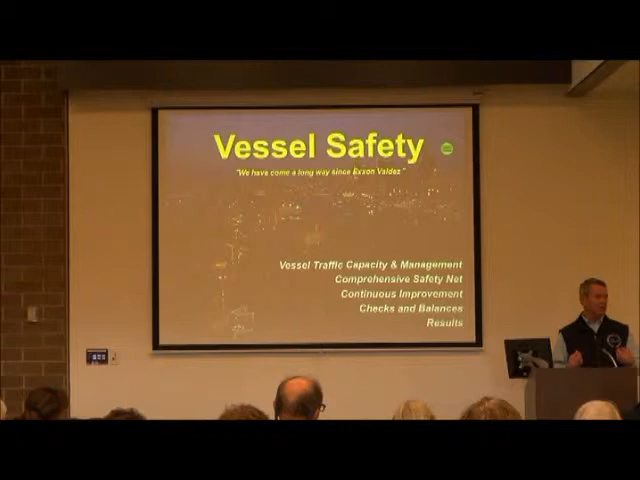 Vessel Safety
"We have come a long way since Exxon Valdez"
Vessel Traffic Capacity & Management
Comprehensive Safety Net
Continuous Improvement
Checks and Balances
Results